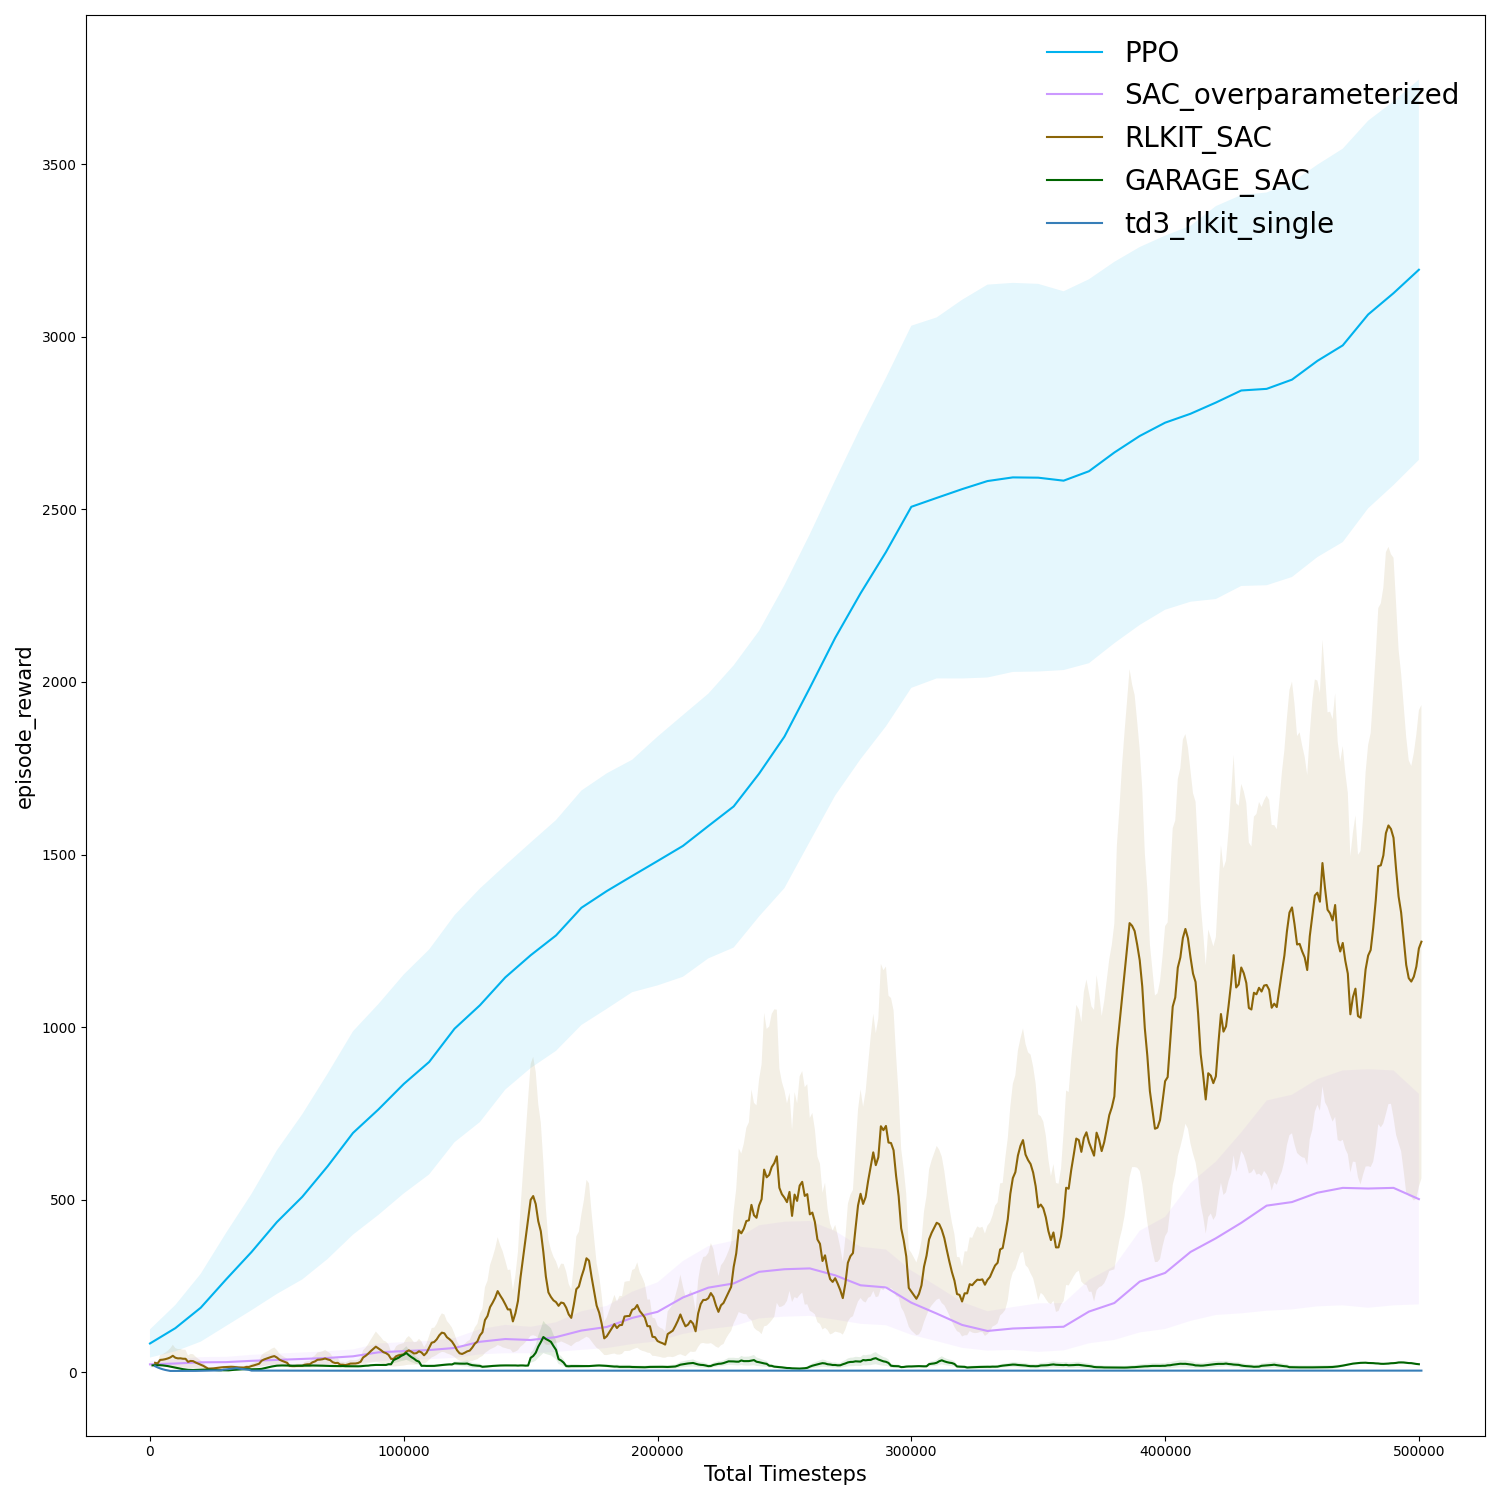 PPO
SAC_overparameterized
RLKIT_SAC
GARAGE_SAC
td3_rlkit_single
3500
3000
2500
2000
1500
1000
500
0
episode_reward
0 100000 200000 300000 400000 500000
Total Timesteps